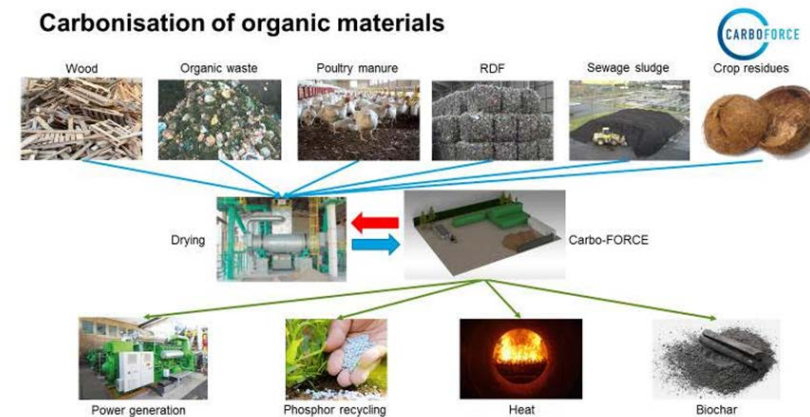 Carbonisation of organic materials
CARBOFORCE
Wood
Organic waste
Poultry manure
RDF
Sewage sludge
Crop residues
Drying
Carbo-FORCE
Power generation
Phosphor recycling
Heat
Biochar